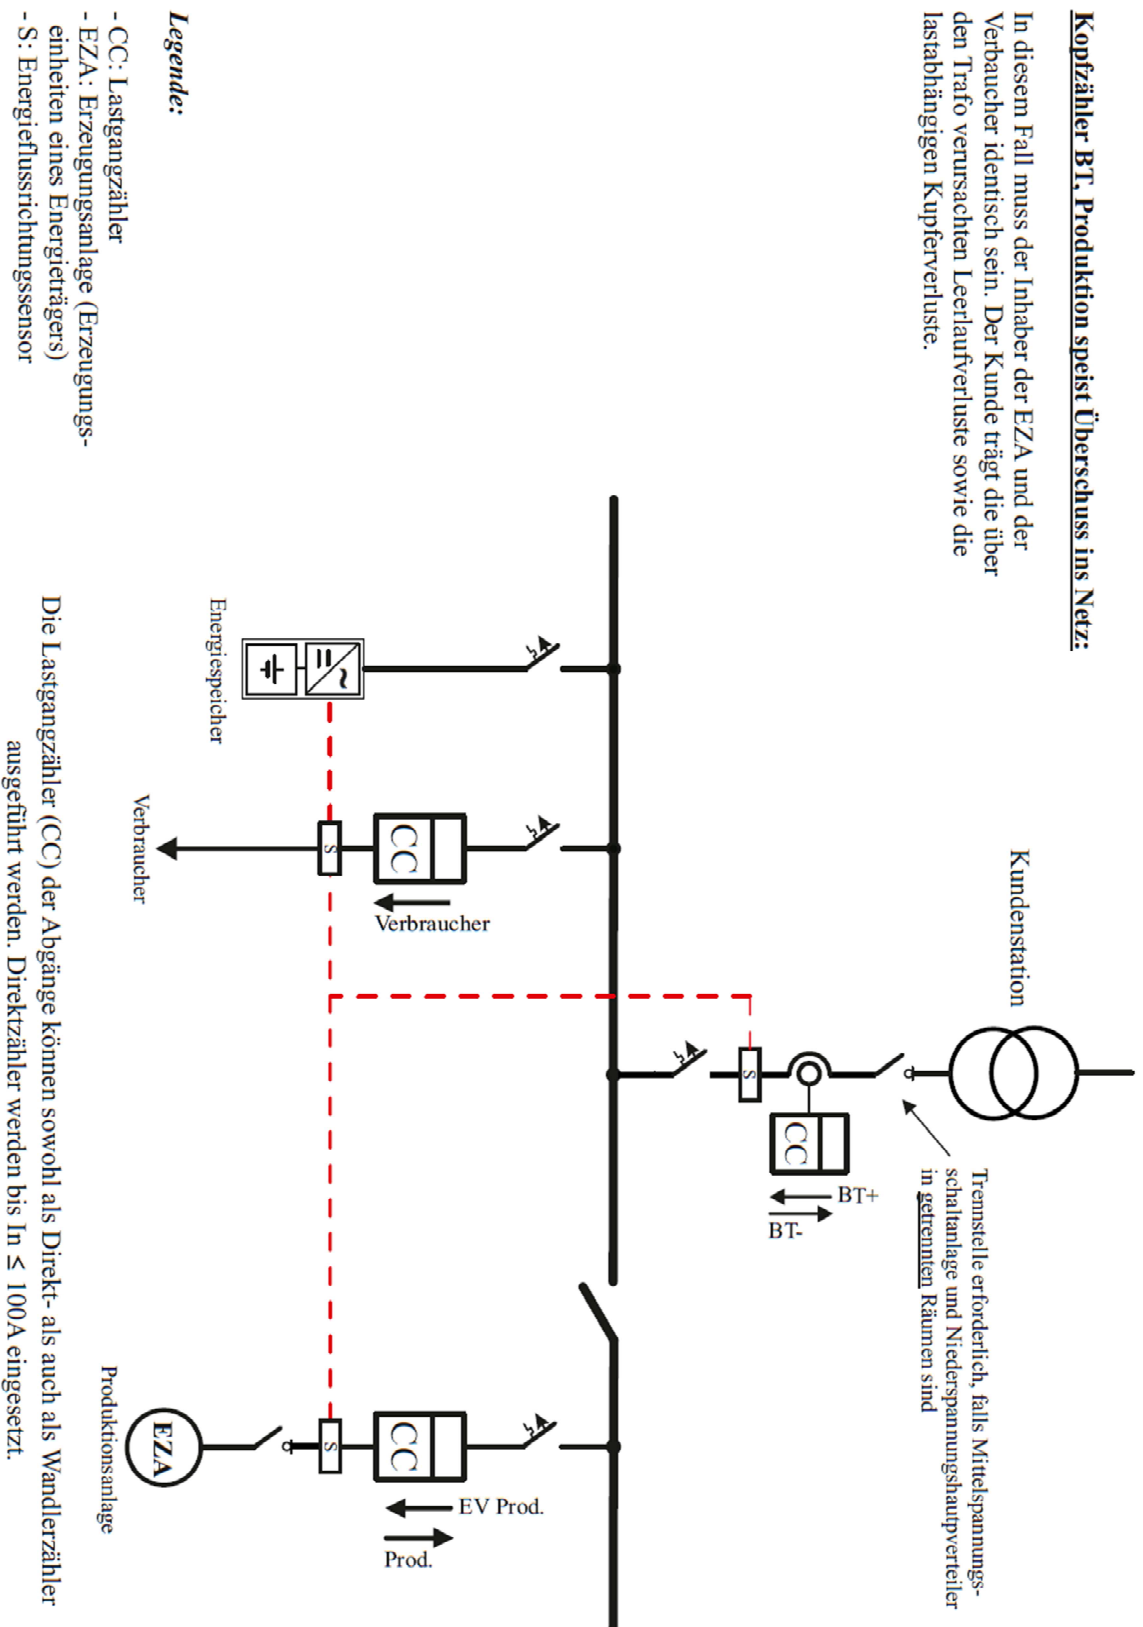 Kopfzähler BT, Produktion speist Überschuss ins Netz:
In diesem Fall muss der Inhaber der EZA und der
Verbaucher identisch sein. Der Kunde trägt die über
den Trafo verursachten Leerlaufverluste sowie die
lastabhängigen Kupferverluste.
Kundenstation
Trennstelle erforderlich, falls Mittelspannungs-
schaltanlage und Niederspannungshautpverteiler
in getrennten Räumen sind
CC
BT+
BT-
S
CC
Verbraucher
CC
EV Prod.
Prod.
S
S
Energiespeicher
Verbraucher
EZA
Produktionsanlage
Legende:
- CC: Lastgangzähler
- EZA: Erzeugungsanlage (Erzeugungs-
einheiten eines Energieträgers)
- S: Energieflussrichtungssensor
Die Lastgangzähler (CC) der Abgänge können sowohl als Direkt- als auch als Wandlerzähler
ausgeführt werden. Direktzähler werden bis In ≤ 100A eingesetzt.